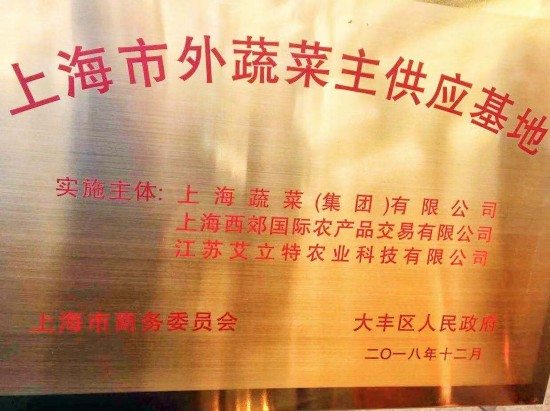 上海市外蔬菜主供应基地
实施主体: 上海蔬菜(集团)有限公司
上海西郊国际农产品交易有限公司
江苏艾立特农业科技有限公司
上海市商务委员会 大丰区人民政府
二〇一八年十二月